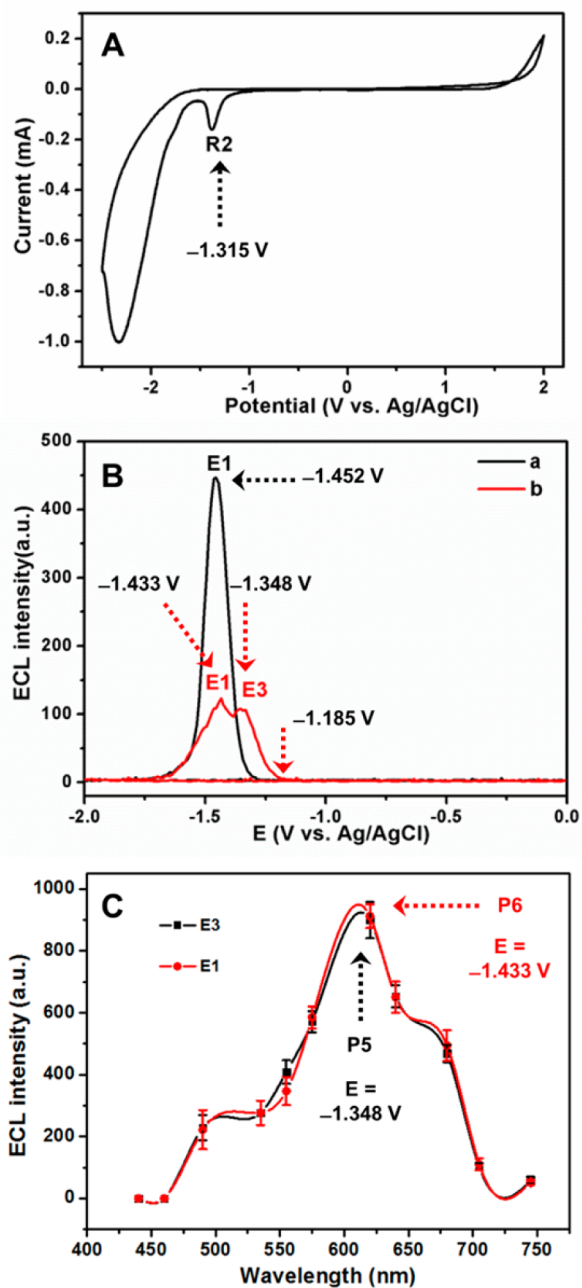 A
0.2
0.0
-0.2
-0.4
-0.6
-0.8
-1.0
Current (mA)
R2
–1.315 V
-2
-1
0
1
2
Potential (V vs. Ag/AgCl)
B
500
400
300
200
100
0
ECL intensity(a.u.)
E1
–1.452 V
a
b
–1.433 V
–1.348 V
E1
E3
–1.185 V
-2.0
-1.5
-1.0
-0.5
0.0
E (V vs. Ag/AgCl)
C
1000
800
600
400
200
0
ECL intensity (a.u.)
E3
E1
P6
E =
–1.433 V
P5
E =
–1.348 V
400
450
500
550
600
650
700
750
Wavelength (nm)